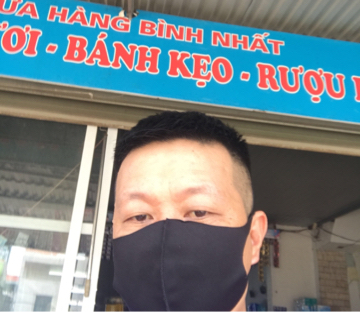 HÀNG BÌNH NHẤT
BÁNH KẸO - RƯỢU